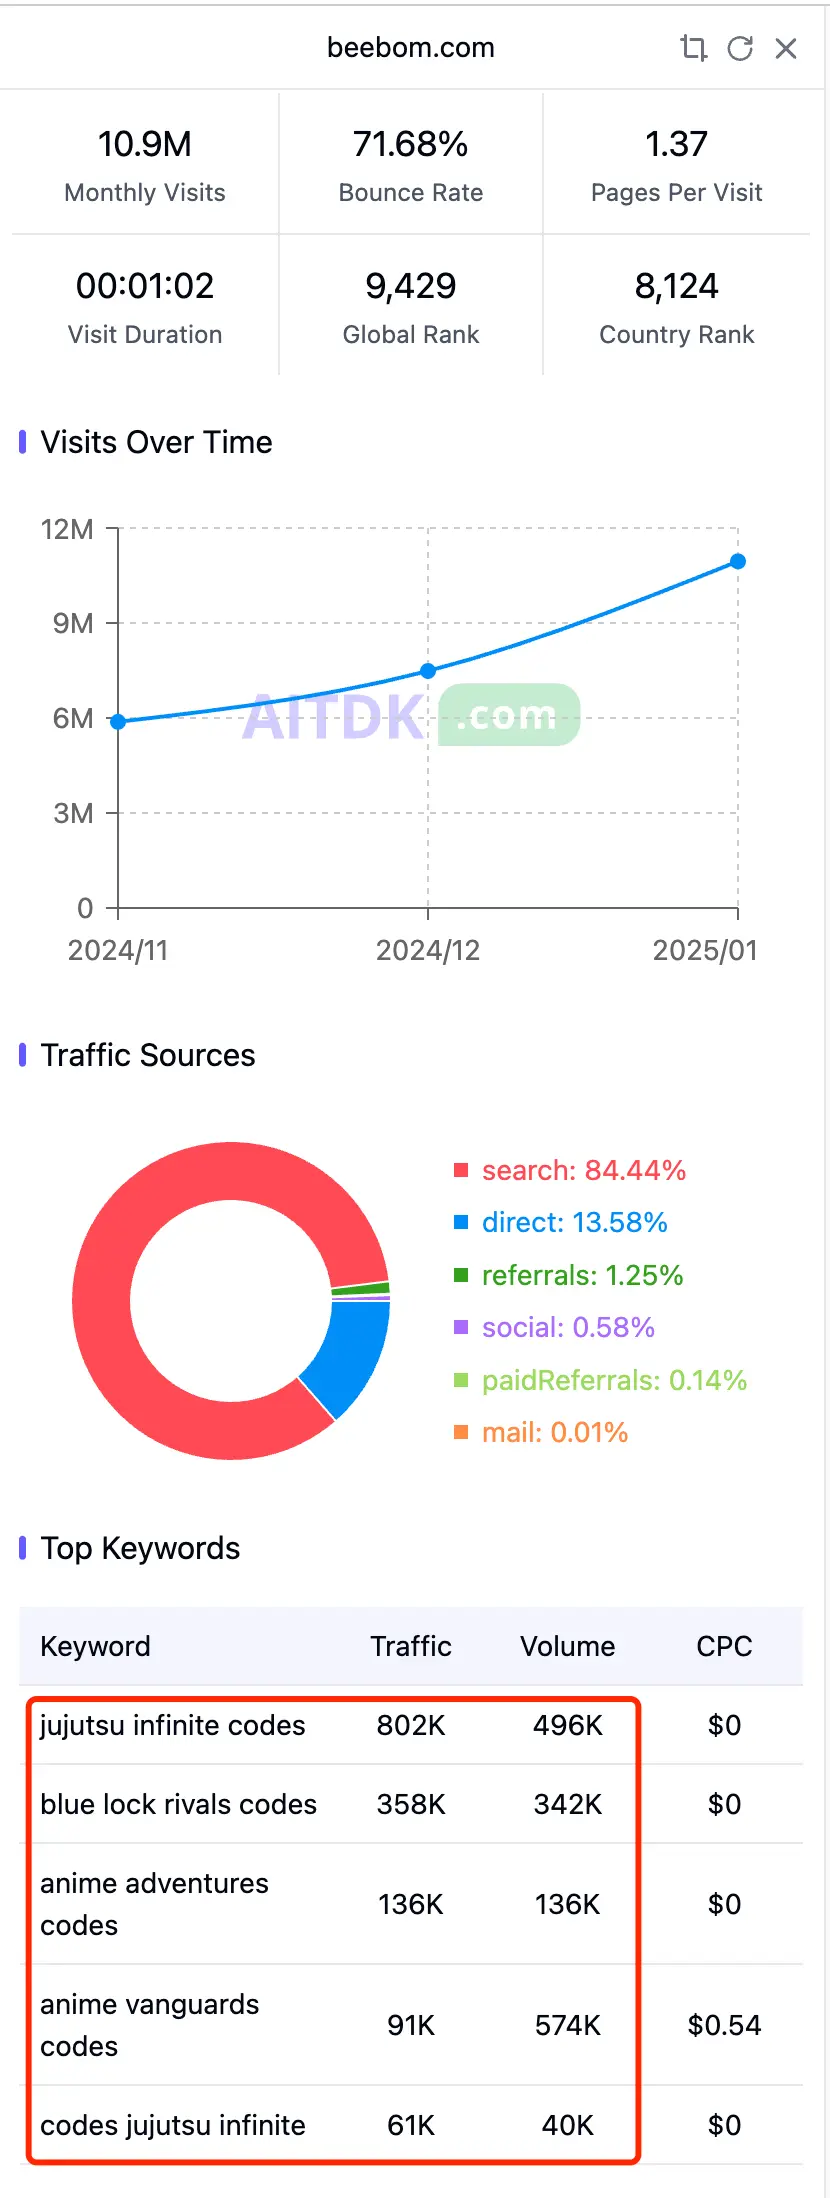 beebom.com
10.9M 71.68% 1.37
Monthly Visits Bounce Rate Pages Per Visit
00:01:02 9,429 8,124
Visit Duration Global Rank Country Rank
Visits Over Time
12M
9M
6M
3M
0
AITDK .com
2024/11 2024/12 2025/01
Traffic Sources
search: 84.44%
direct: 13.58%
referrals: 1.25%
social: 0.58%
paidReferrals: 0.14%
mail: 0.01%
Top Keywords
Keyword Traffic Volume CPC
jujutsu infinite codes 802K 496K $0
blue lock rivals codes 358K 342K $0
anime adventures
codes 136K 136K $0
anime vanguards
codes 91K 574K $0.54
codes jujutsu infinite 61K 40K $0